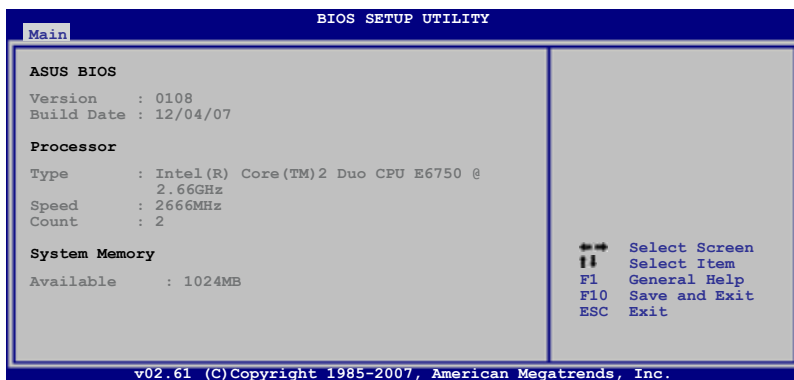 BIOS SETUP UTILITY
Main
ASUS BIOS
Version : 0108
Build Date : 12/04/07
Processor
Type : Intel(R) Core(TM)2 Duo CPU E6750 @
2.66GHz
Speed : 2666MHz
Count : 2
System Memory
Available : 1024MB
Select Screen
Select Item
F1 General Help
F10 Save and Exit
ESC Exit
v02.61 (C)Copyright 1985-2007, American Megatrends, Inc.